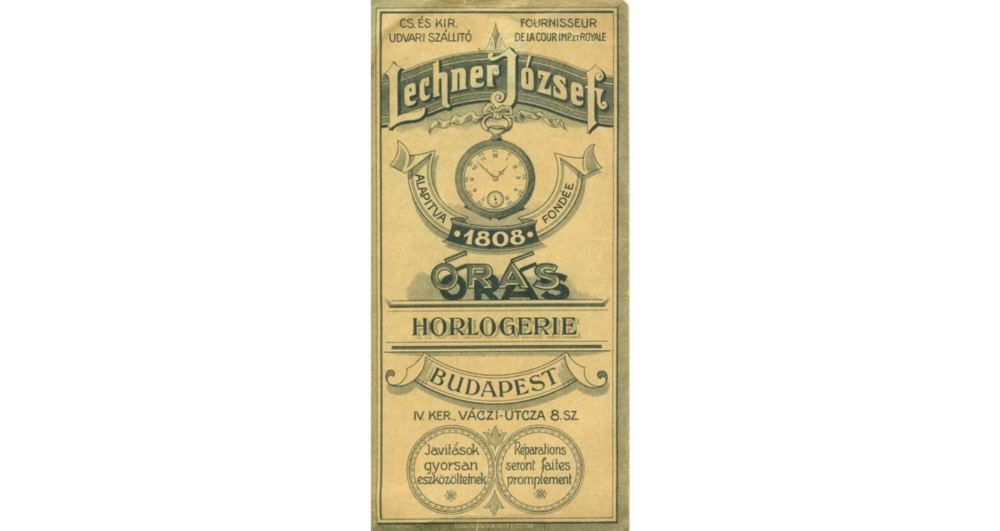 CS. ÉS KIR.
UDVARI SZÁLLITÓ
FOURNISSEUR
DE LA COUR IMP. ET ROYALE
Lechner József
ALAPITVA
FONDÉE
• 1808 •
ÓRÁS
HORLOGERIE
BUDAPEST
IV. KER., VÁCZI-UTCZA 8. SZ.
Javitások
gyorsan
eszközöltetnek
Réparations
seront faites
promptement